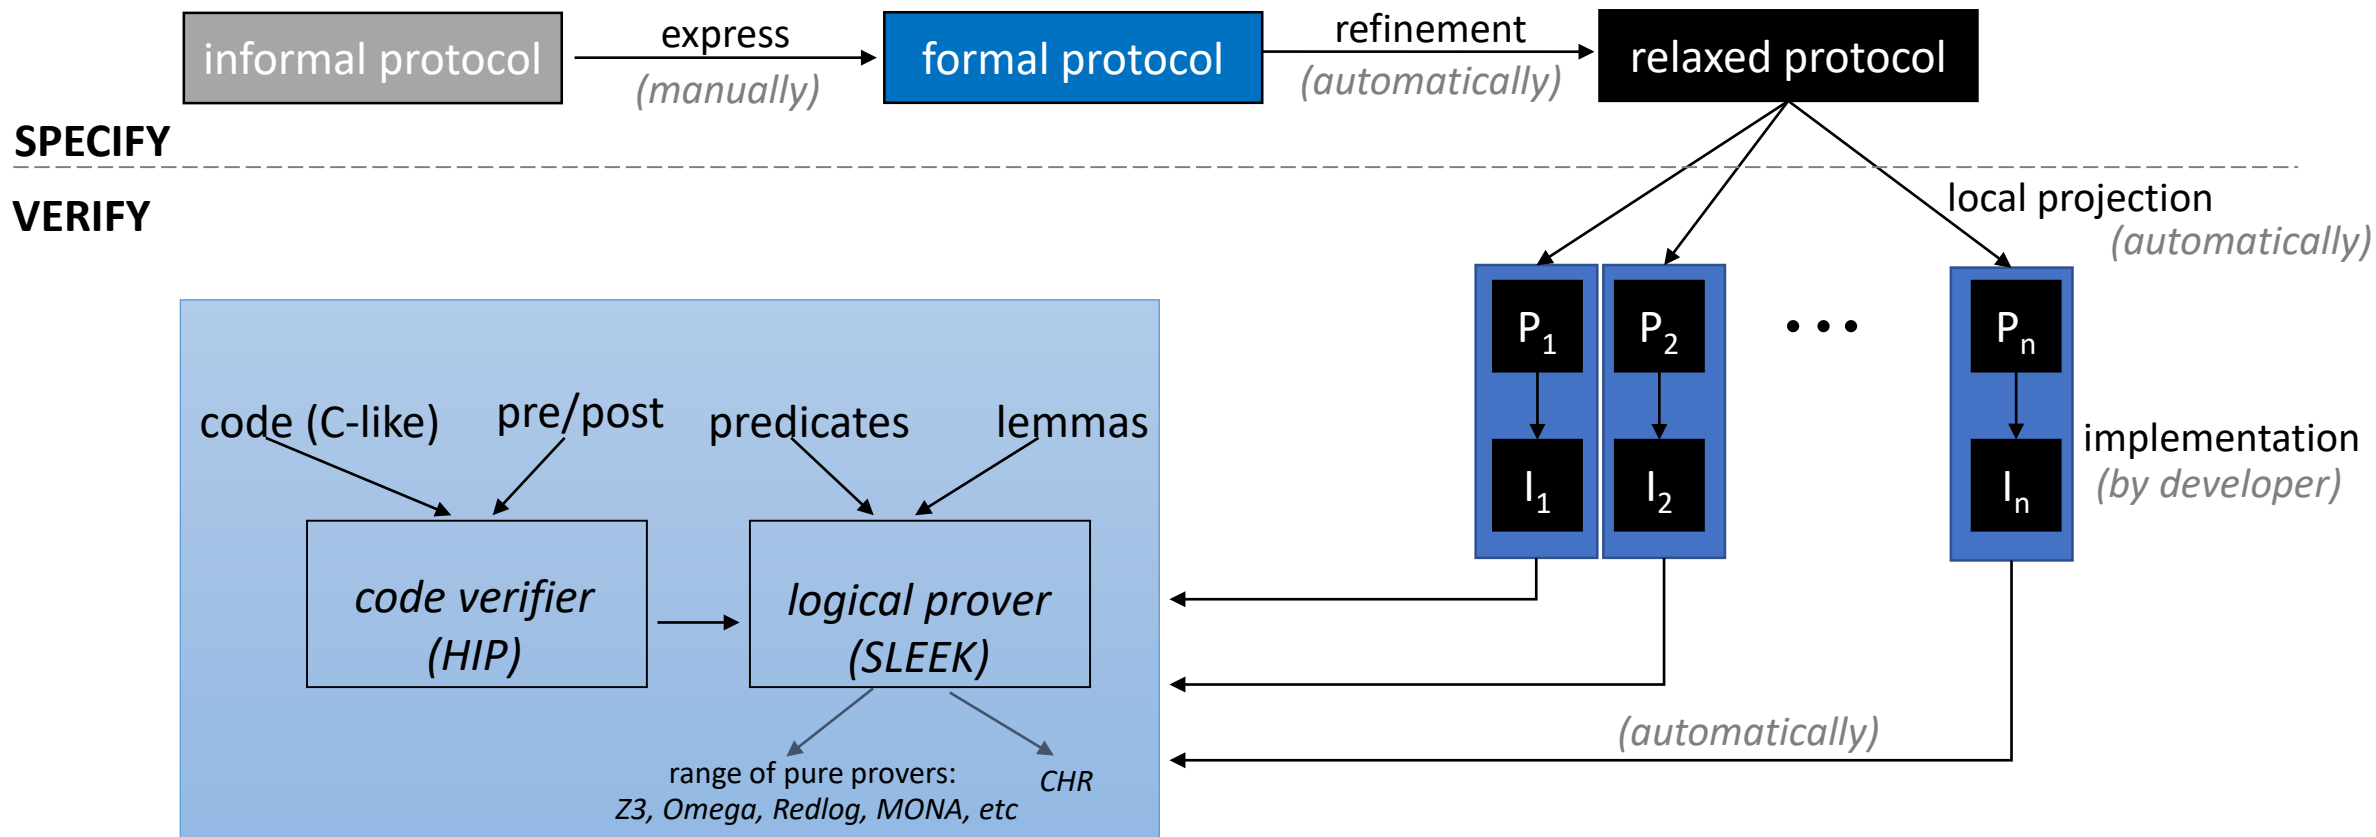 informal protocol
express
(manually)
formal protocol
refinement
(automatically)
relaxed protocol
SPECIFY
VERIFY
local projection
(automatically)
P1
P2
...
Pn
I1
I2
In
implementation
(by developer)
code (C-like)
pre/post
predicates
lemmas
code verifier
(HIP)
logical prover
(SLEEK)
range of pure provers:
Z3, Omega, Redlog, MONA, etc
CHR
(automatically)